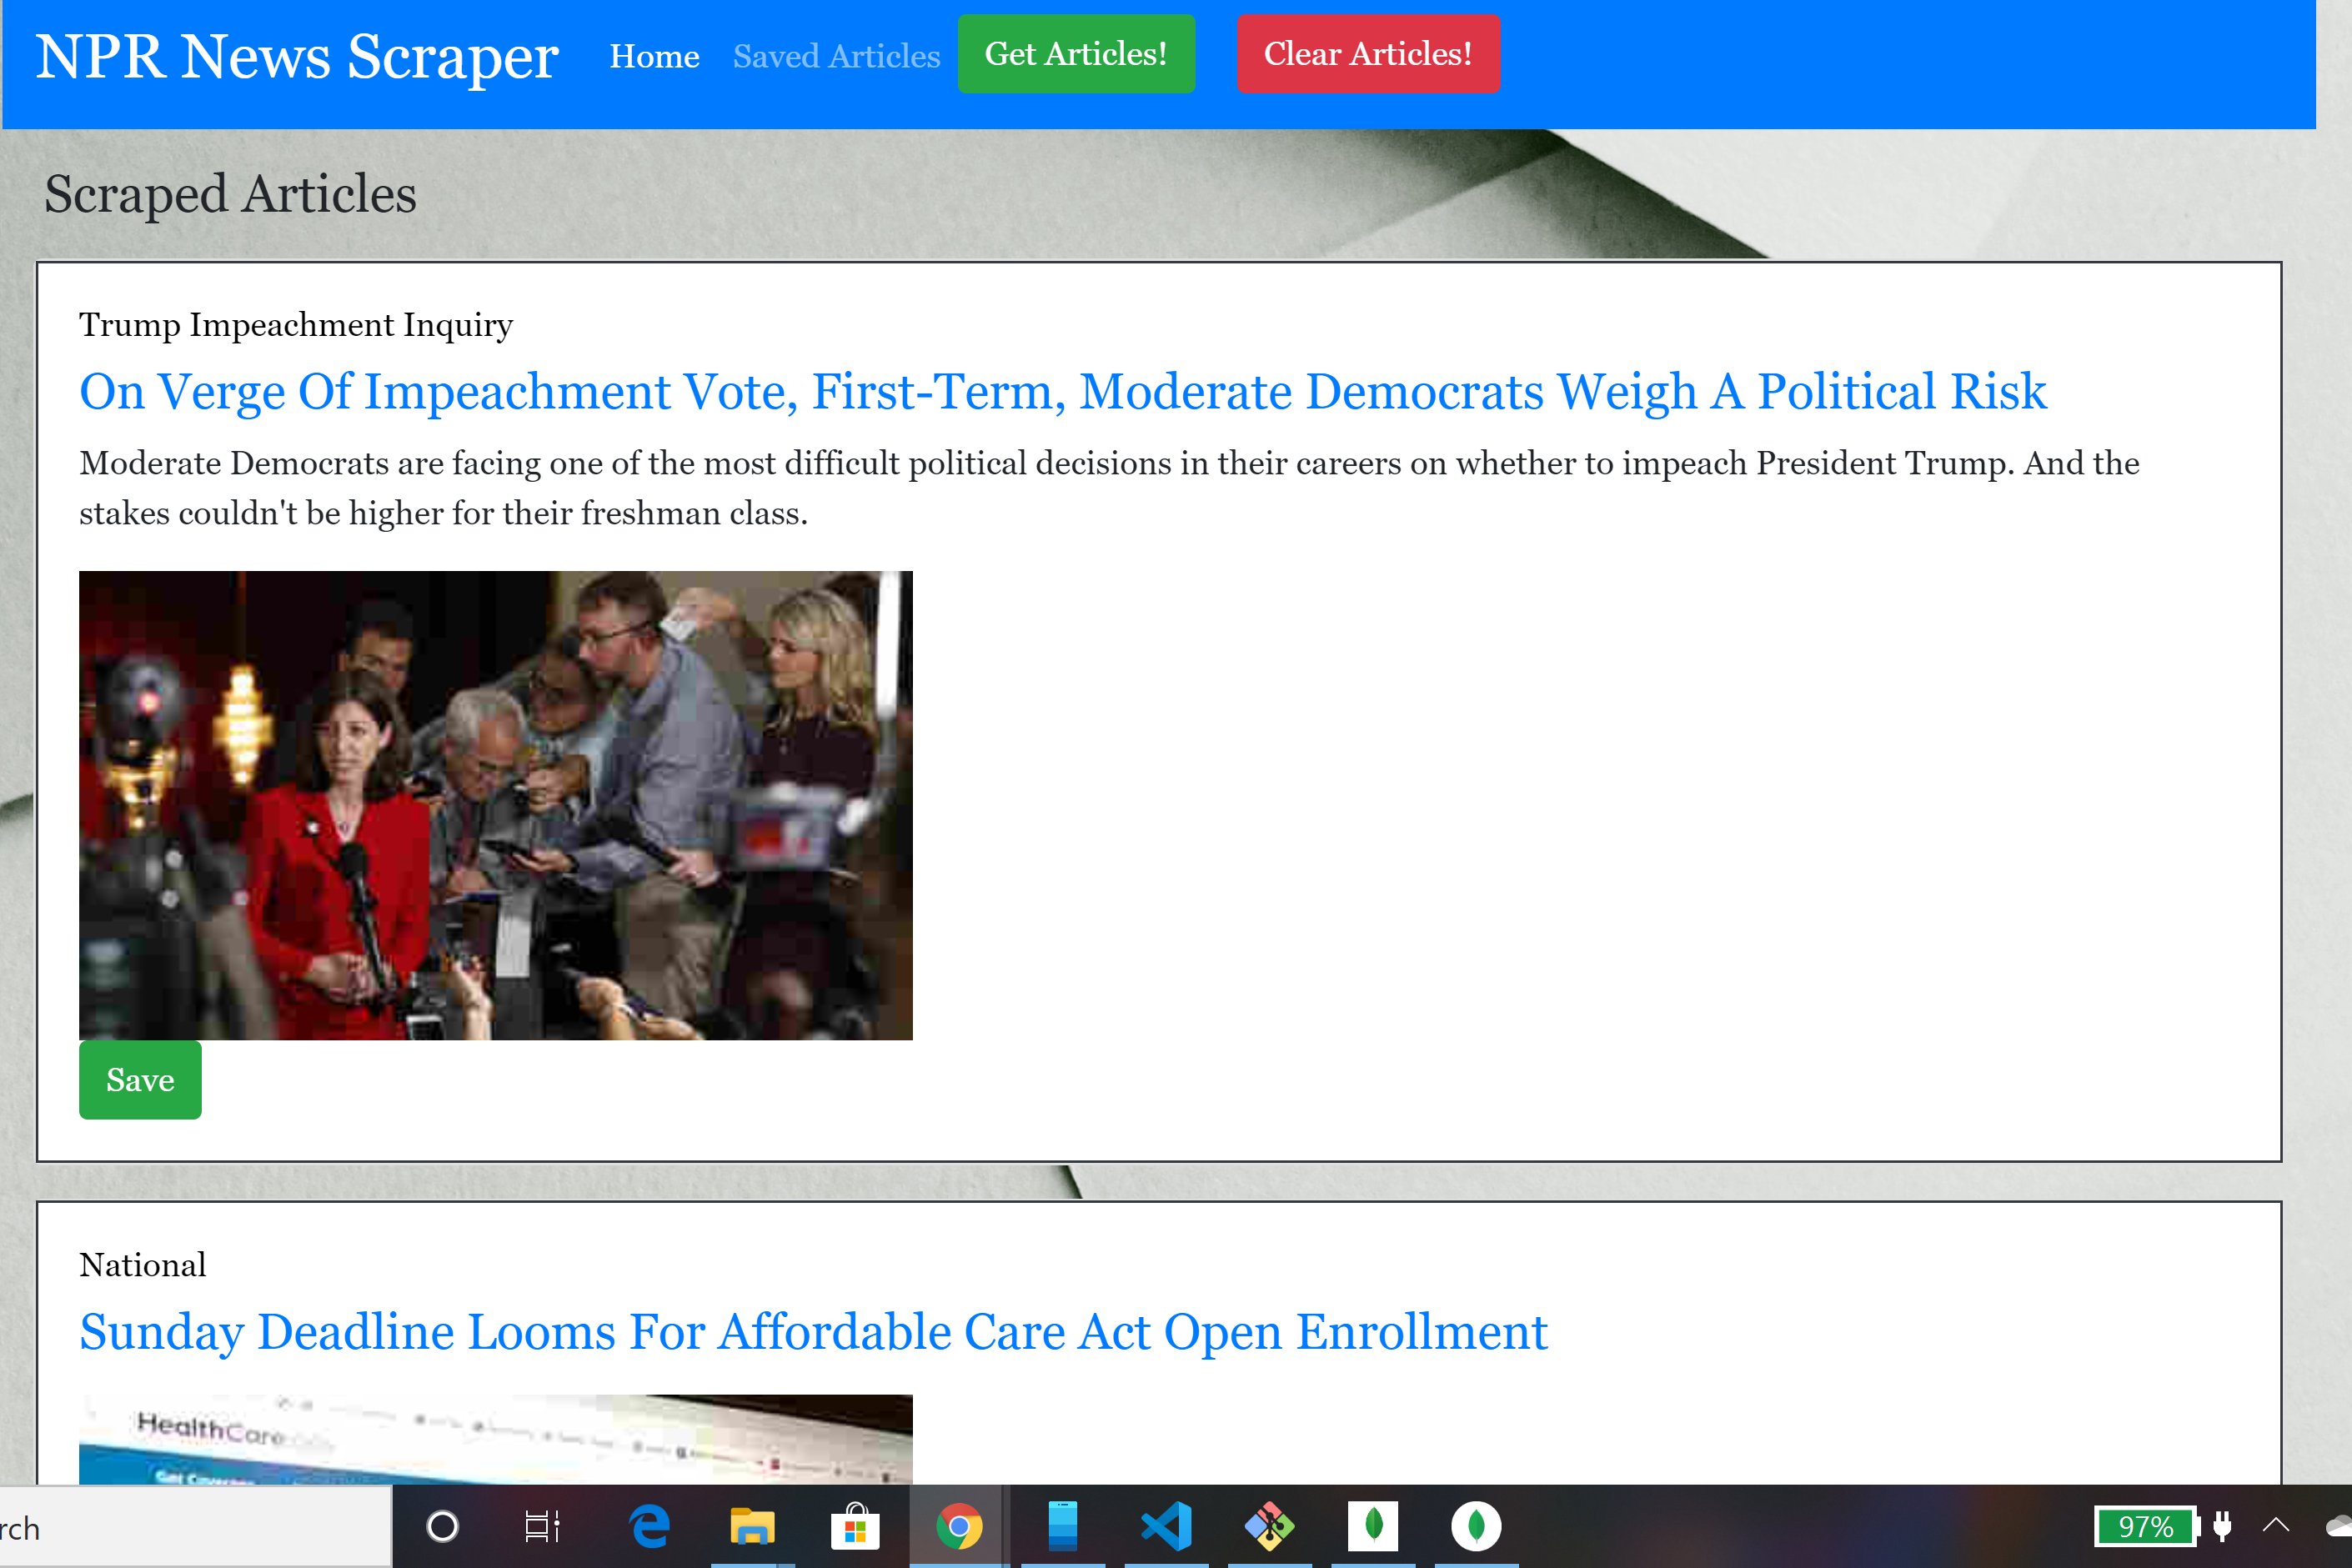 NPR News Scraper Home Saved Articles Get Articles! Clear Articles!
Scraped Articles
Trump Impeachment Inquiry
On Verge Of Impeachment Vote, First-Term, Moderate Democrats Weigh A Political Risk
Moderate Democrats are facing one of the most difficult political decisions in their careers on whether to impeach President Trump. And the
stakes couldn't be higher for their freshman class.
Save
National
Sunday Deadline Looms For Affordable Care Act Open Enrollment
HealthCare
rch
97%